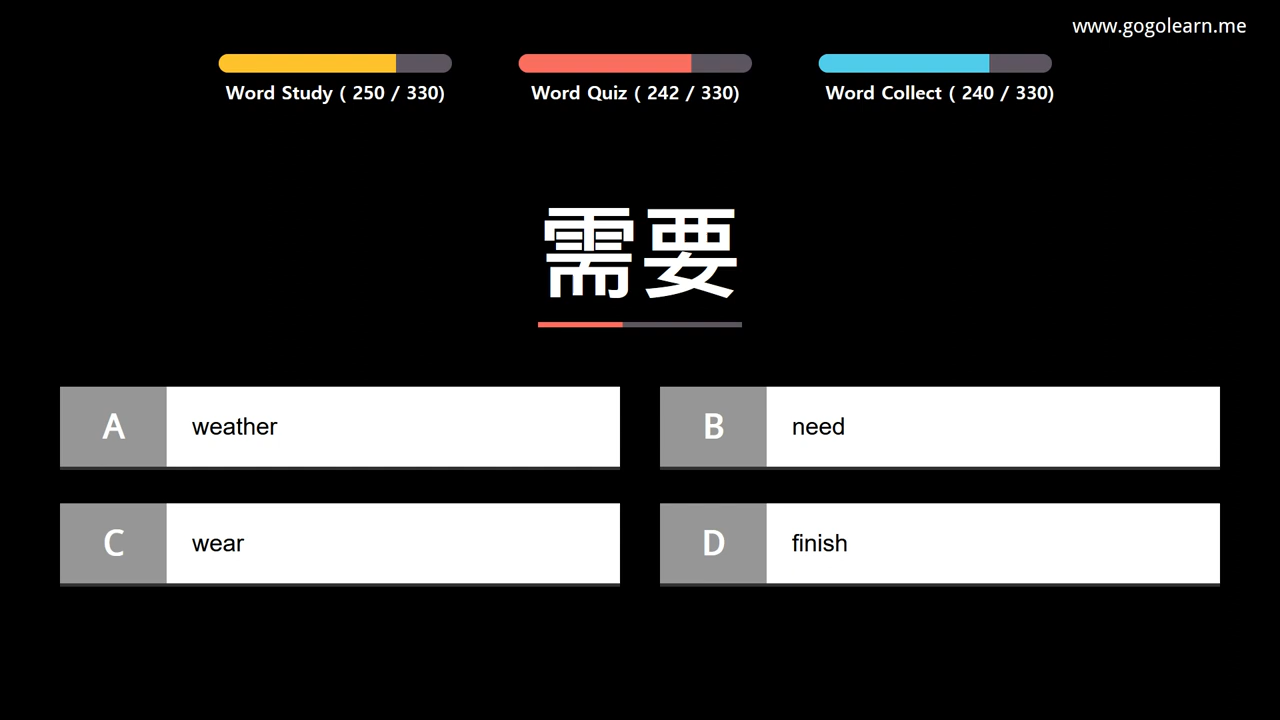 www.gogolearn.me
Word Study ( 250 / 330)
Word Quiz ( 242 / 330)
Word Collect ( 240 / 330)
需要
A weather
B need
C wear
D finish